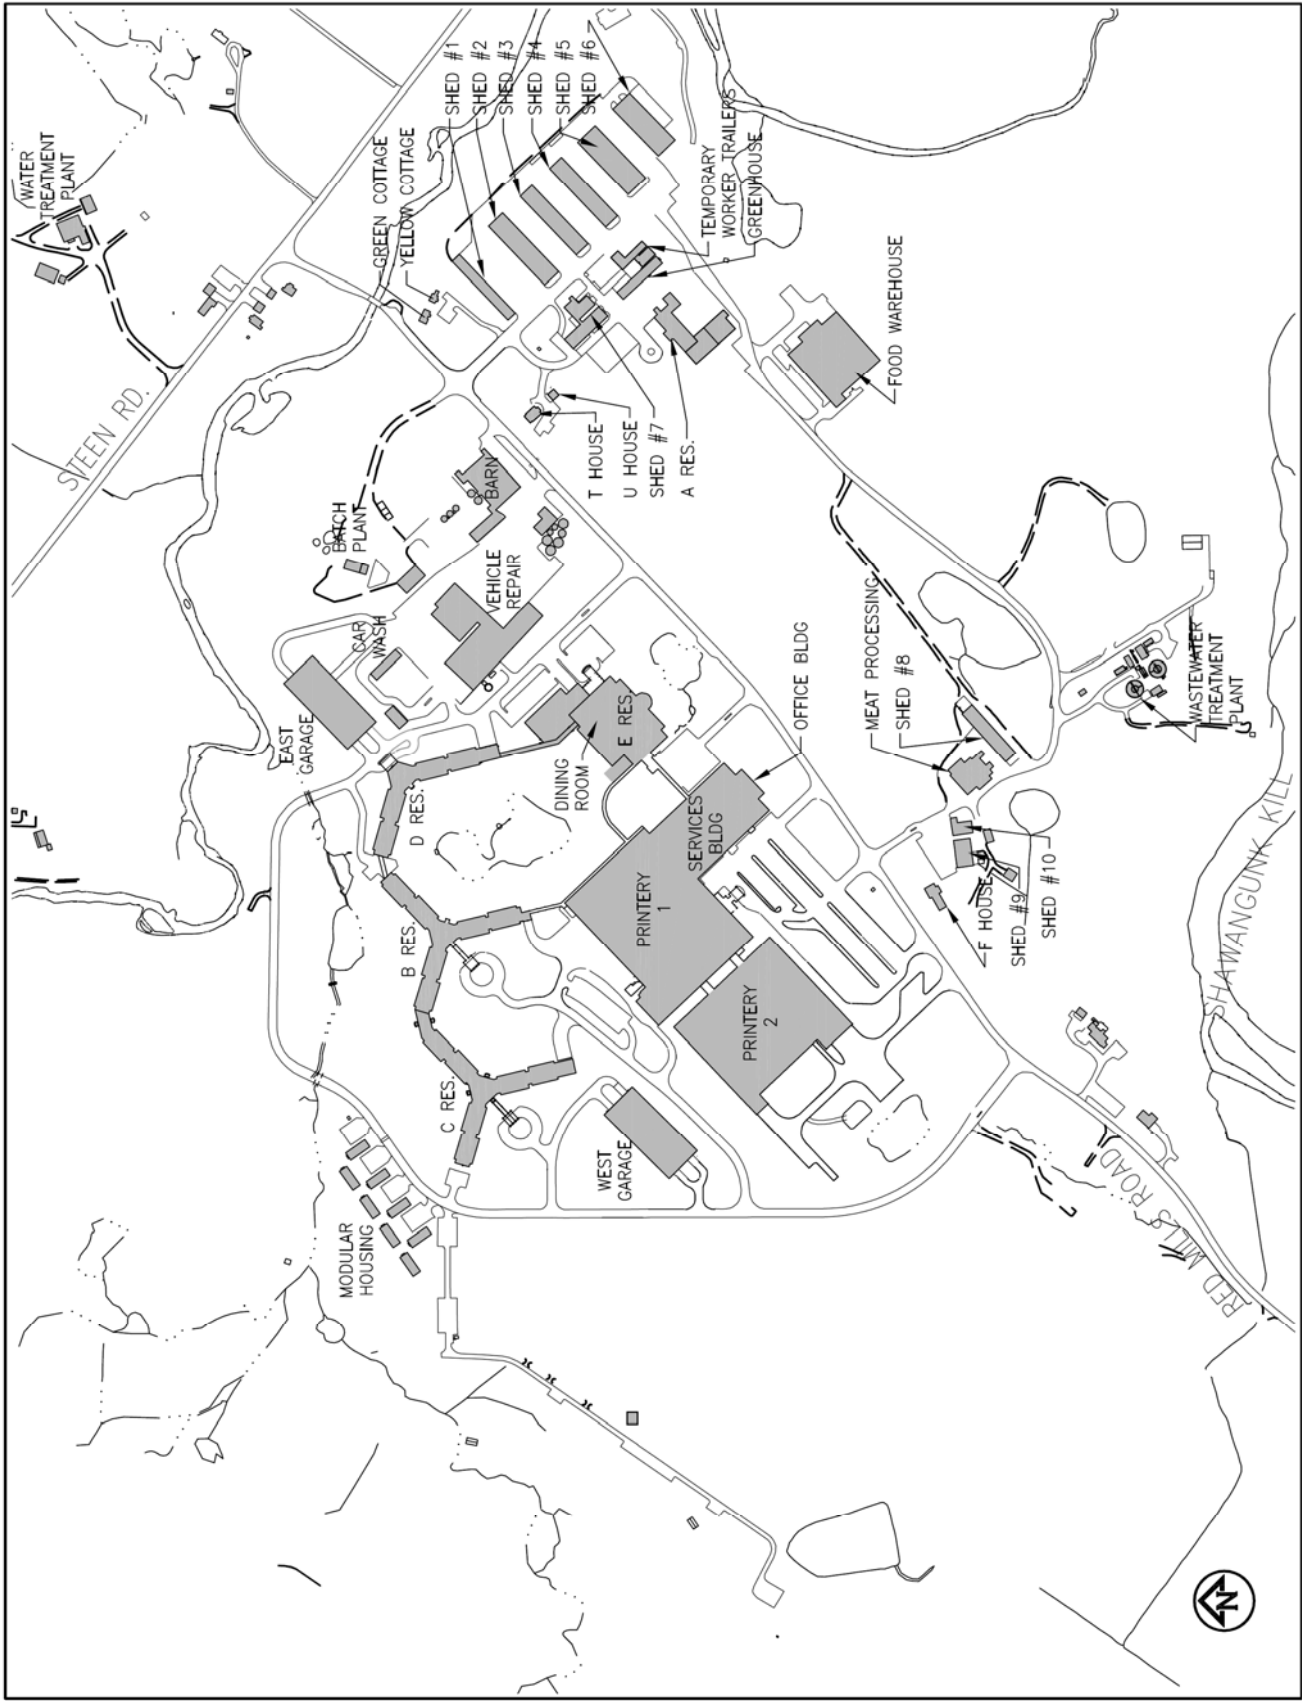 WATER
TREATMENT
PLANT
STEEN RD.
GREEN COTTAGE
YELLOW COTTAGE
SHED #1
SHED #2
SHED #3
SHED #4
SHED #5
SHED #6
TEMPORARY
WORKER TRAILERS
GREENHOUSE
FOOD WAREHOUSE
T HOUSE
U HOUSE
SHED #7
A RES.
BARN
BATCH
PLANT
VEHICLE
REPAIR
CAR
WASH
EAST
GARAGE
DINING
ROOM
E RES.
D RES.
OFFICE BLDG
SERVICES
BLDG
MEAT PROCESSING
SHED #8
WASTEWATER
TREATMENT
PLANT
PRINTERY
1
B RES.
F HOUSE
SHED #9
SHED #10
SHAWANGUNK KILL
PRINTERY
2
C RES.
WEST
GARAGE
MODULAR
HOUSING
RED MILLS ROAD
N